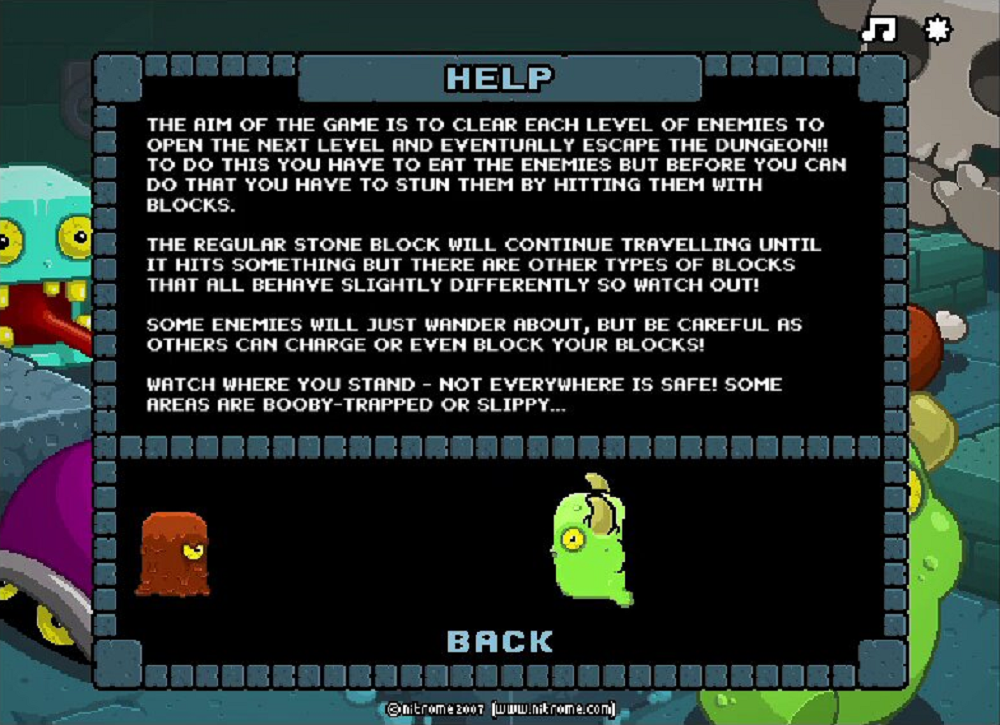 HELP
THE AIM OF THE GAME IS TO CLEAR EACH LEVEL OF ENEMIES TO
OPEN THE NEXT LEVEL AND EVENTUALLY ESCAPE THE DUNGEON!!
TO DO THIS YOU HAVE TO EAT THE ENEMIES BUT BEFORE YOU CAN
DO THAT YOU HAVE TO STUN THEM BY HITTING THEM WITH
BLOCKS.
THE REGULAR STONE BLOCK WILL CONTINUE TRAVELLING UNTIL
IT HITS SOMETHING BUT THERE ARE OTHER TYPES OF BLOCKS
THAT ALL BEHAVE SLIGHTLY DIFFERENTLY SO WATCH OUT!
SOME ENEMIES WILL JUST WANDER ABOUT, BUT BE CAREFUL AS
OTHERS CAN CHARGE OR EVEN BLOCK YOUR BLOCKS!
WATCH WHERE YOU STAND - NOT EVERYWHERE IS SAFE! SOME
AREAS ARE BOOBY-TRAPPED OR SLIPPY...
BACK
©nitrome2007 [www.nitrome.com]